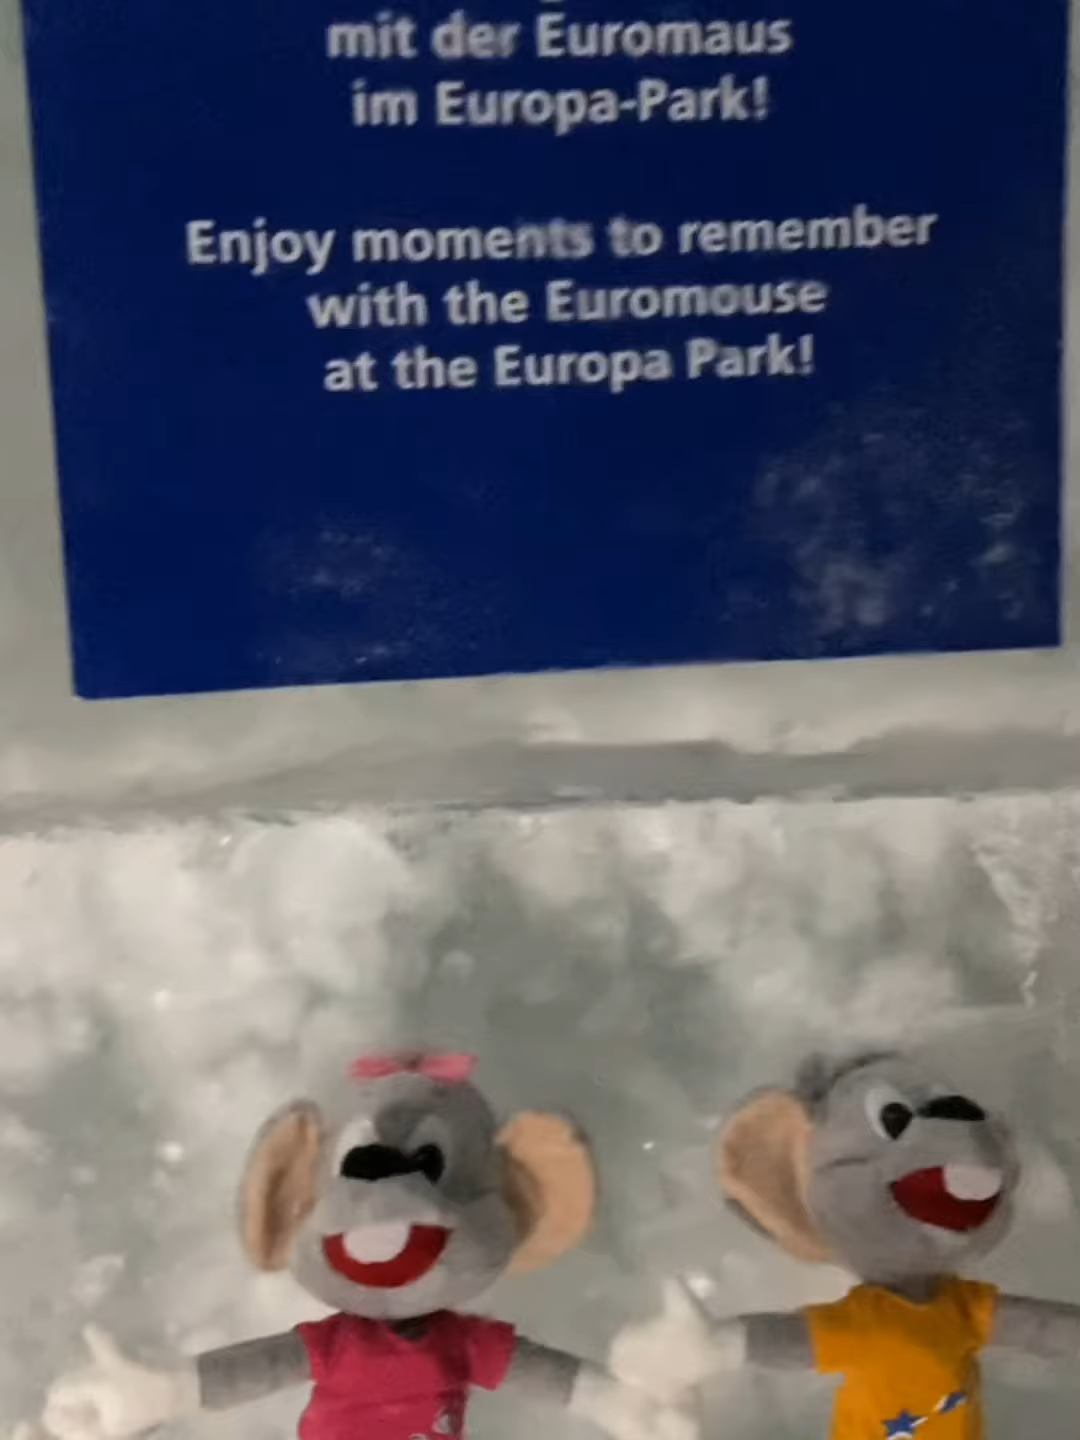 mit der Euromaus
im Europa-Park!
Enjoy moments to remember
with the Euromouse
at the Europa Park!